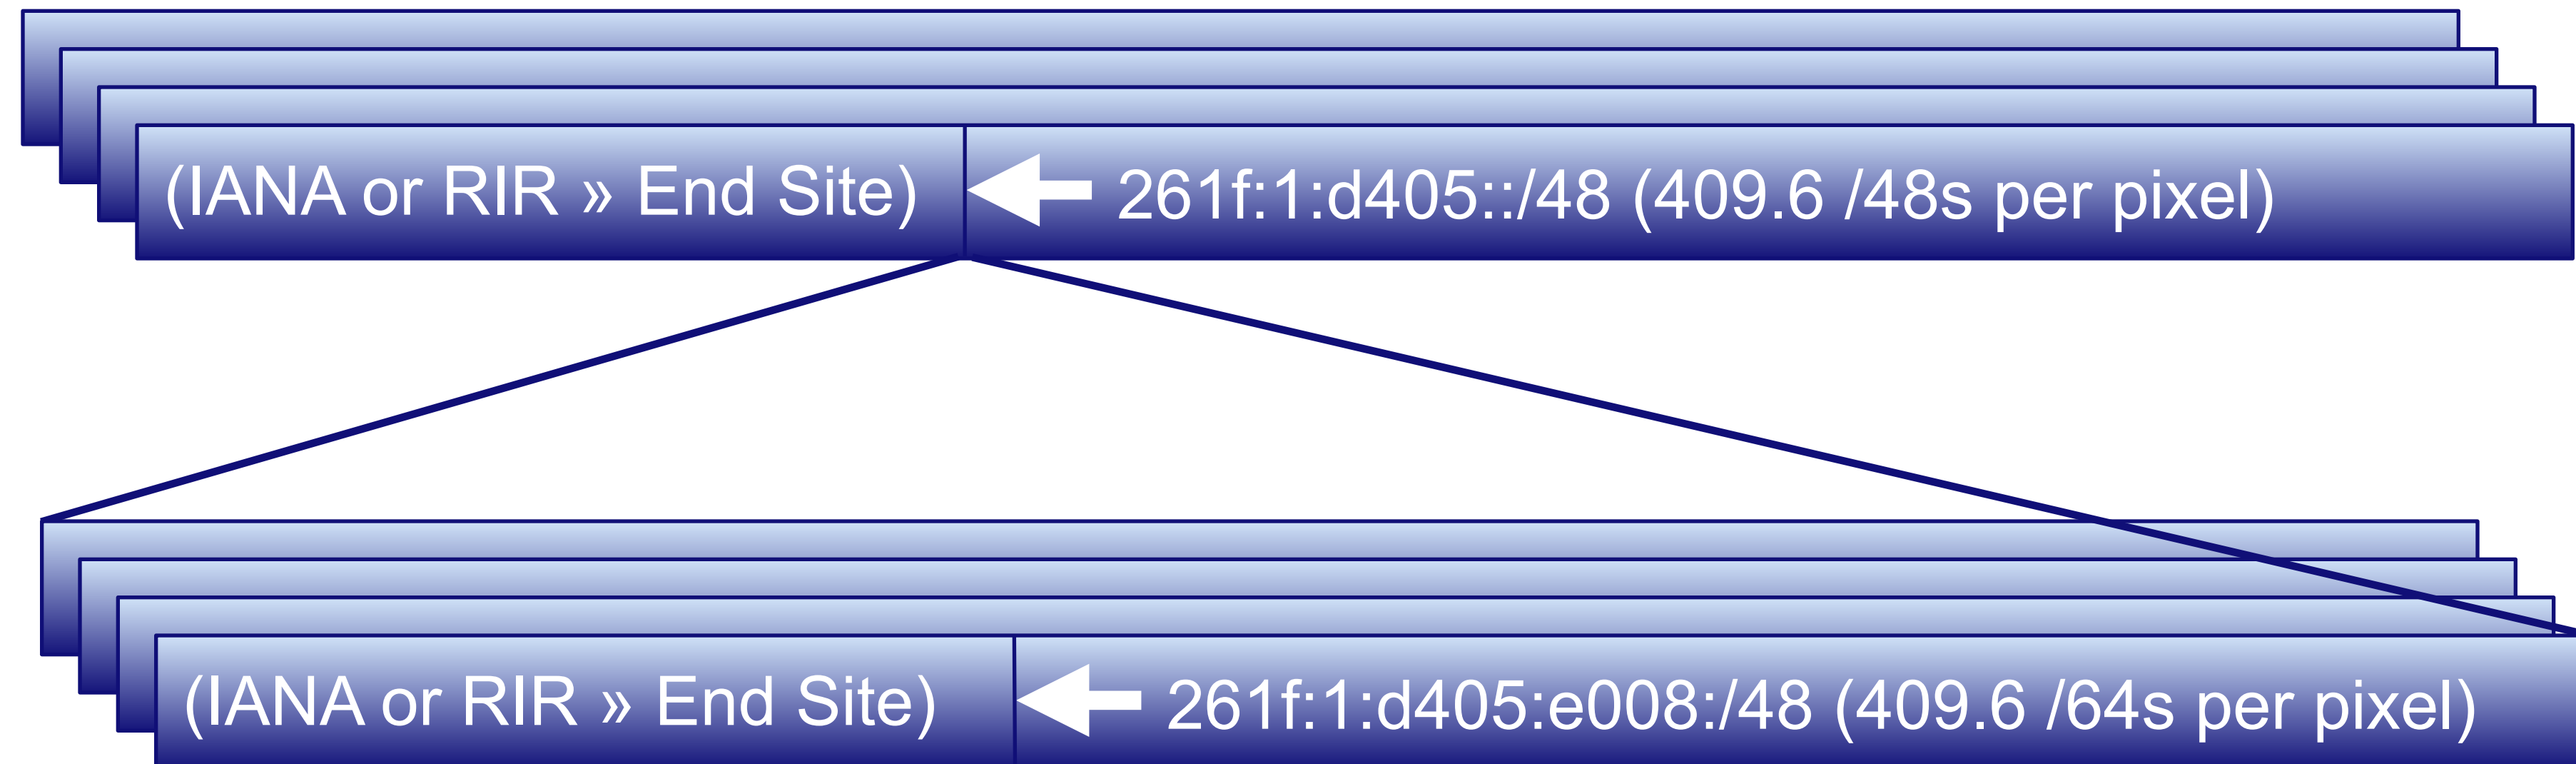 (IANA or RIR » End Site) 261f:1:d405::/48 (409.6 /48s per pixel)
(IANA or RIR » End Site) 261f:1:d405:e008:/48 (409.6 /64s per pixel)